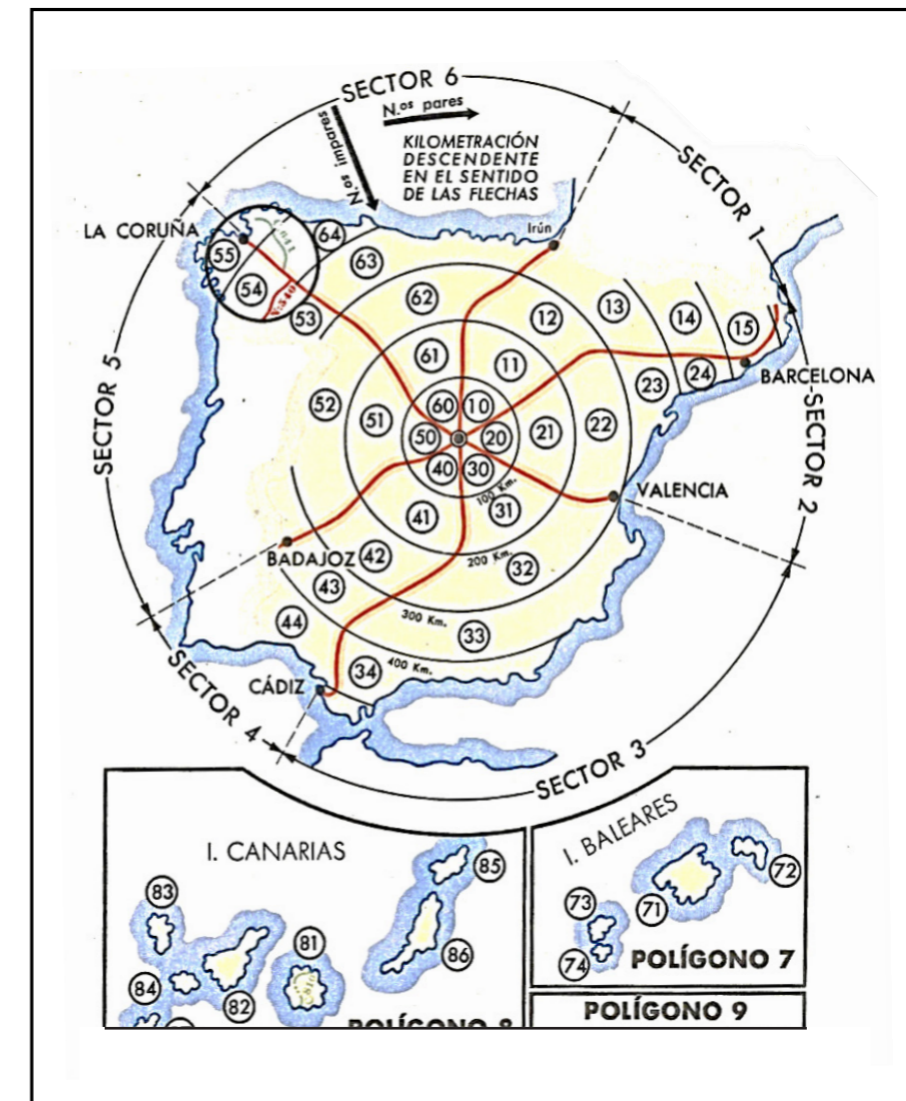 SECTOR 6
N.os pares
N.os impares
KILOMETRACIÓN
DESCENDENTE
EN EL SENTIDO
DE LAS FLECHAS
SECTOR 1
LA CORUÑA
Irún
64
55
63
54
N-540
53
62
12
13
14
15
BARCELONA
61
11
24
23
SECTOR 5
52
51
60
10
22
21
50
20
SECTOR 2
40
30
VALENCIA
100 Km.
41
31
BADAJOZ
42
200 Km.
32
43
44
300 Km.
33
400 Km.
34
CÁDIZ
SECTOR 4
SECTOR 3
I. CANARIAS
85
83
81
86
84
82
POLÍGONO 8
I. BALEARES
72
73
71
74
POLÍGONO 7
POLÍGONO 9